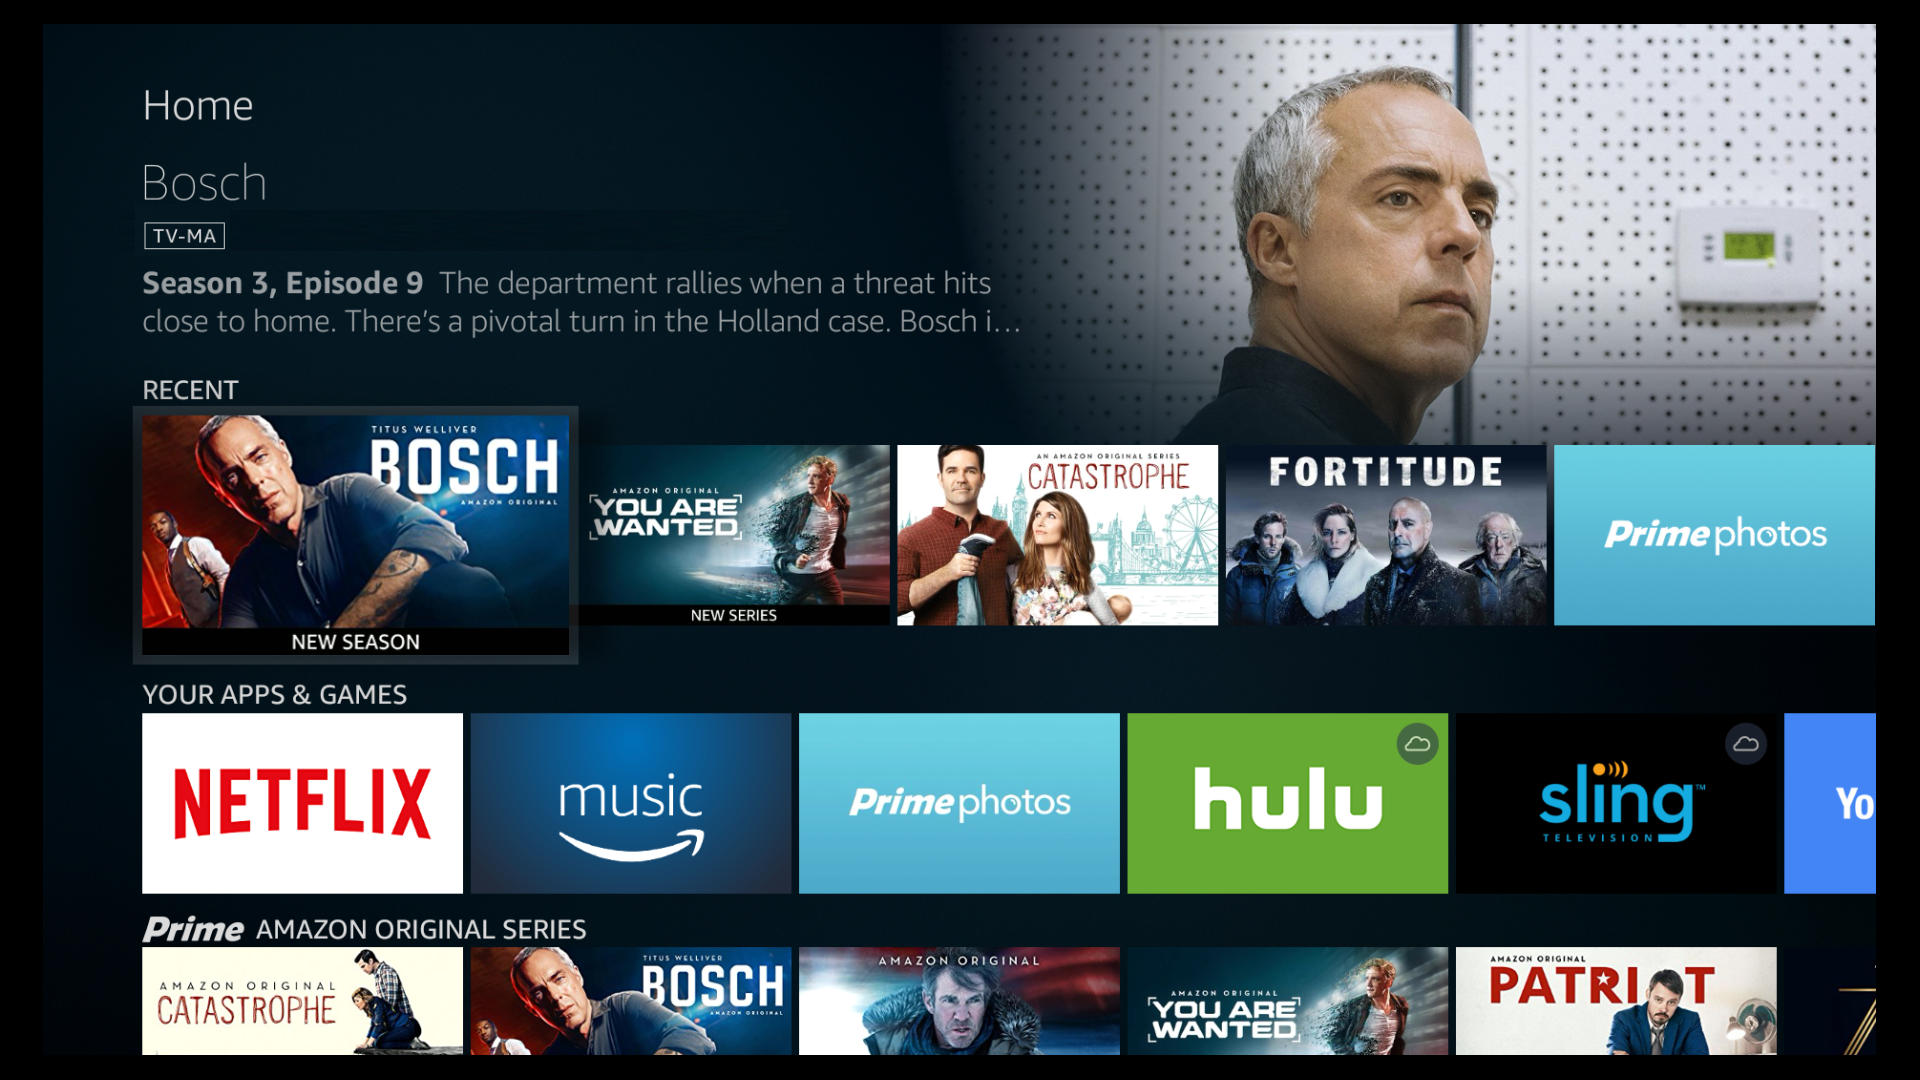 Home
Bosch
TV-MA
Season 3, Episode 9 The department rallies when a threat hits
close to home. There's a pivotal turn in the Holland case. Bosch i...
RECENT
TITUS WELLIVER
BOSCH
AMAZON ORIGINAL
NEW SEASON
AMAZON ORIGINAL
YOU ARE
WANTED
NEW SERIES
AN AMAZON ORIGINAL SERIES
CATASTROPHE
FORTITUDE
Prime photos
YOUR APPS & GAMES
NETFLIX
music
Prime photos
hulu
sling™
TELEVISION
Yo
Prime AMAZON ORIGINAL SERIES
AMAZON ORIGINAL
CATASTROPHE
TITUS WELLIVER
BOSCH
AMAZON ORIGINAL
AMAZON ORIGINAL
AMAZON ORIGINAL
YOU ARE
WANTED
AMAZON ORIGINAL
PATRIOT